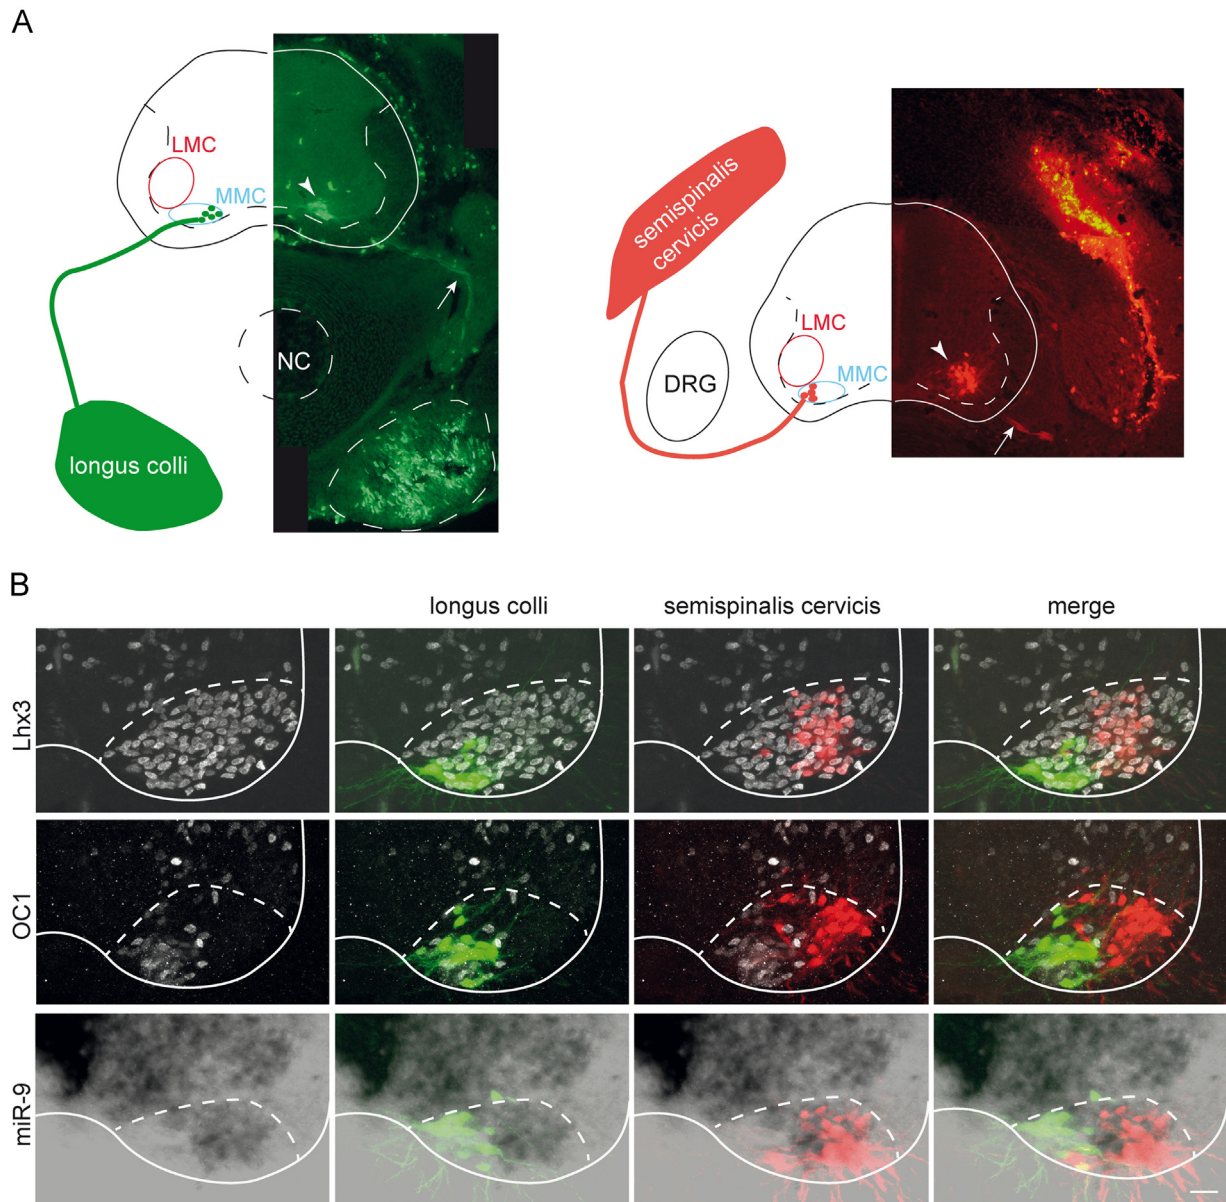 A
LMC
MMC
NC
longus colli
semispinalis
cervicis
LMC
MMC
DRG
B
longus colli
semispinalis cervicis
merge
Lhx3
OC1
miR-9